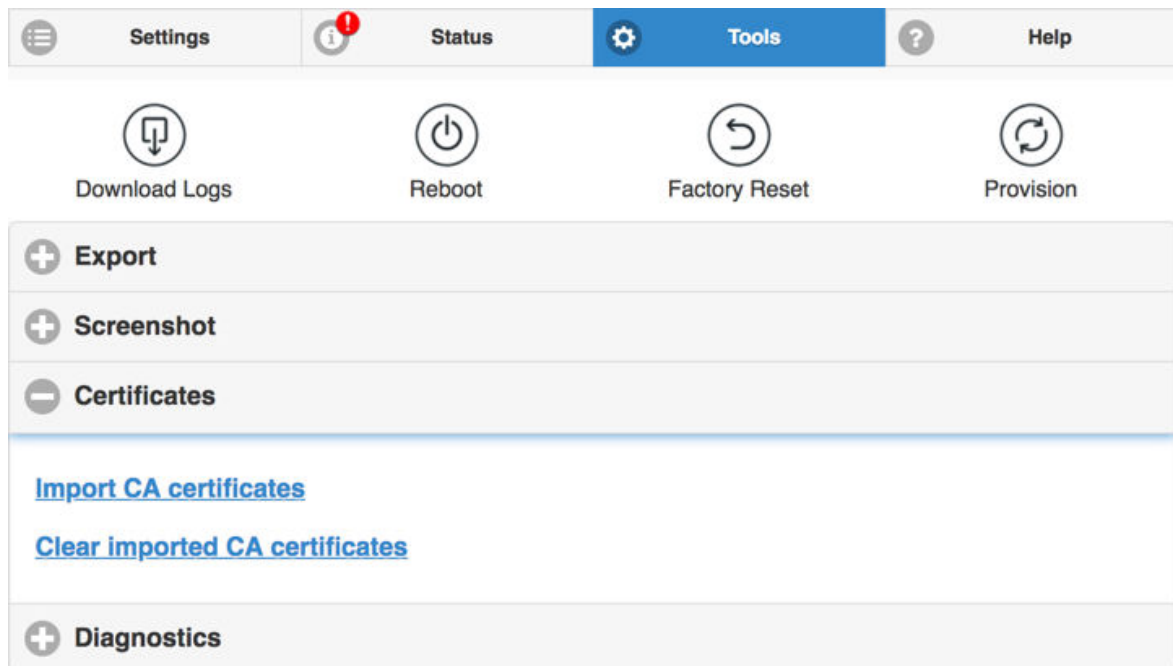 Settings
Status
Tools
Help
Download Logs
Reboot
Factory Reset
Provision
Export
Screenshot
Certificates
Import CA certificates
Clear imported CA certificates
Diagnostics